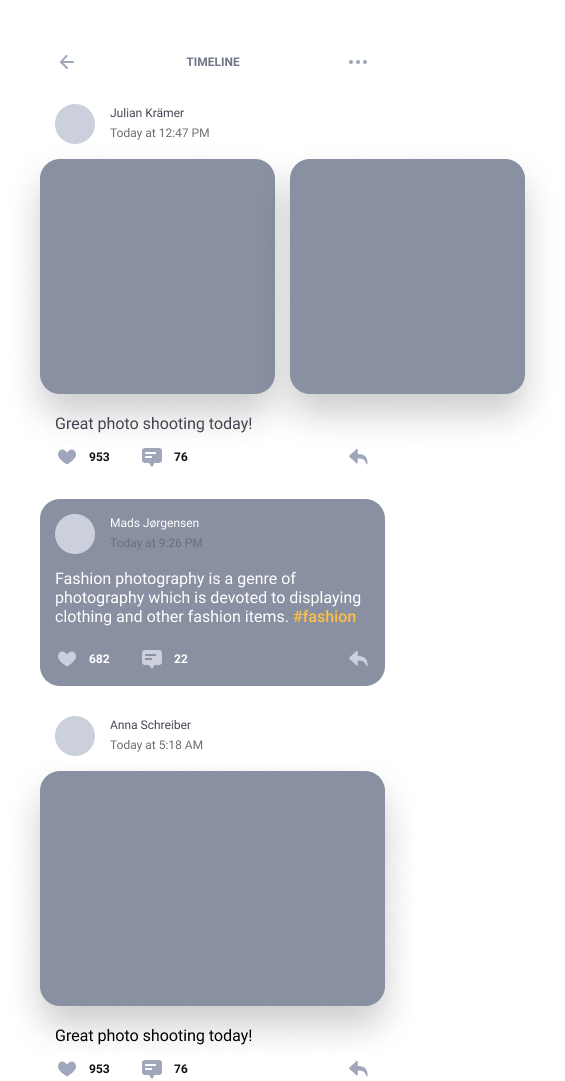 TIMELINE
Julian Krämer
Today at 12:47 PM
Great photo shooting today!
953 76
Mads Jørgensen
Today at 9:26 PM
Fashion photography is a genre of
photography which is devoted to displaying
clothing and other fashion items. #fashion
682 22
Anna Schreiber
Today at 5:18 AM
Great photo shooting today!
953 76